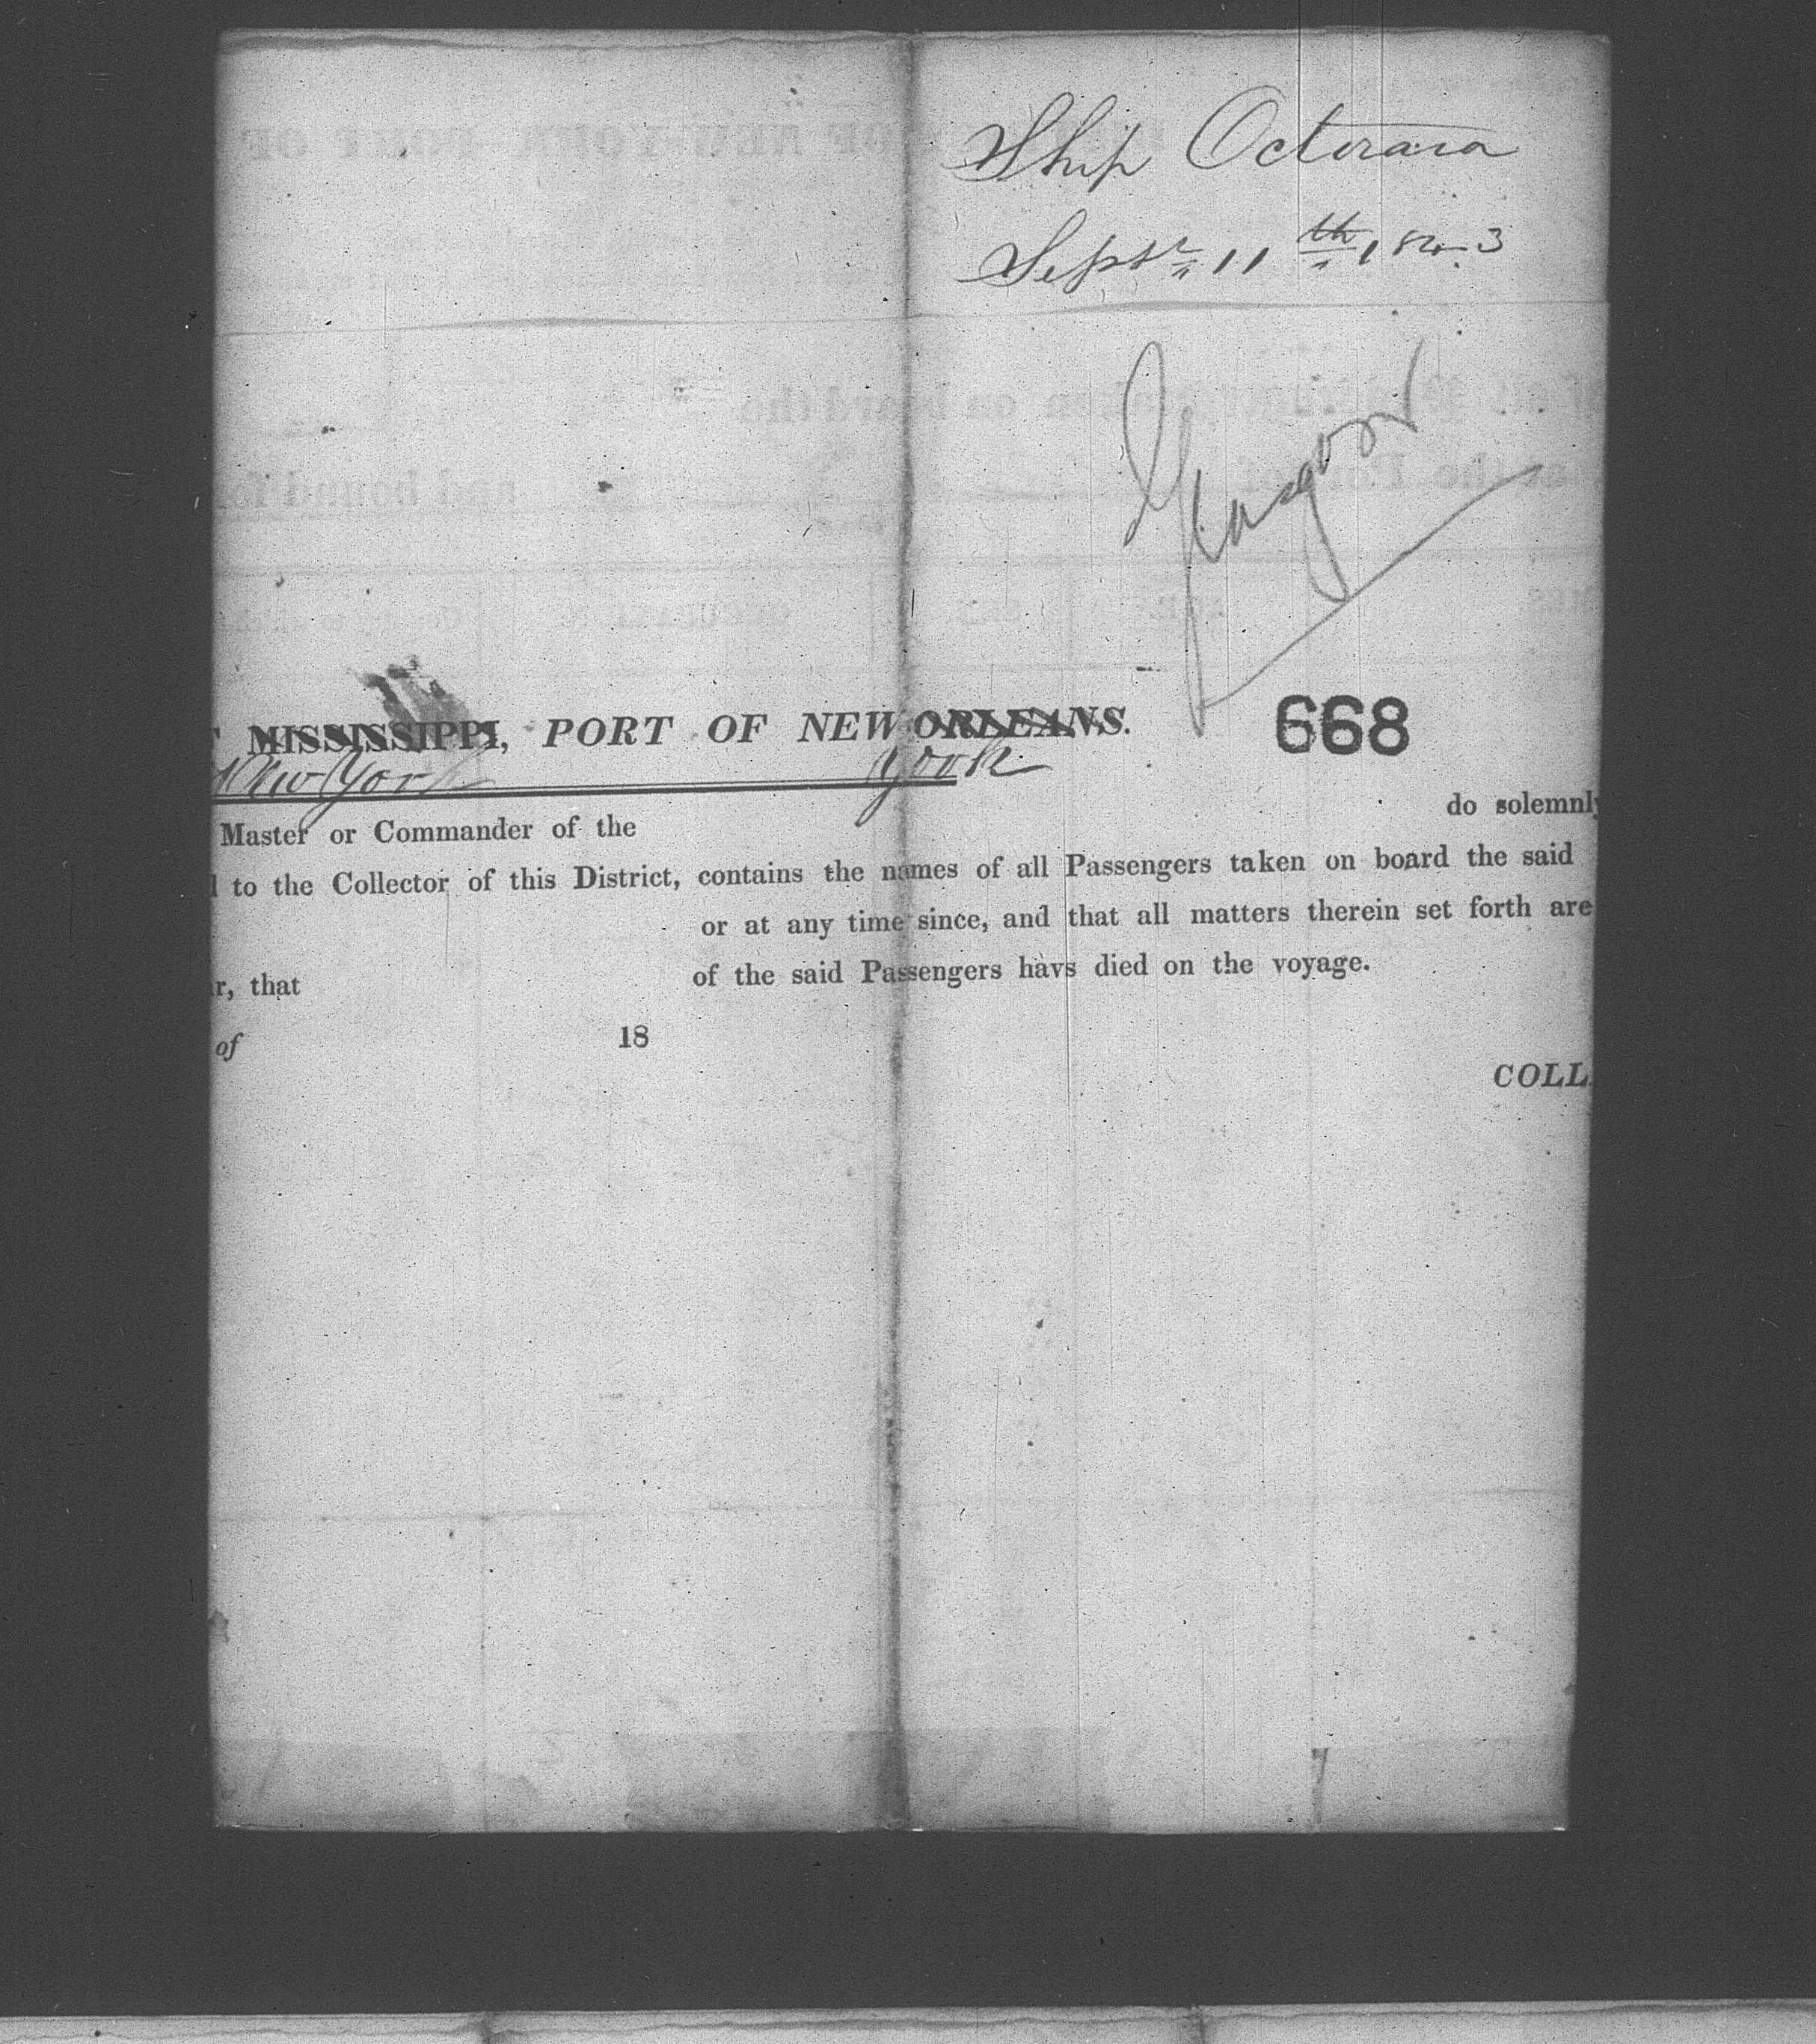 Ship Octorara
Septr 11th 1843
Glasgow
668
MISSISSIPPI, PORT OF NEW ORLEANS.
New York York
do solemnly
Master or Commander of the
d to the Collector of this District, contains the names of all Passengers taken on board the said
or at any time since, and that all matters therein set forth are
r, that of the said Passengers havs died on the voyage.
of 18
COLL